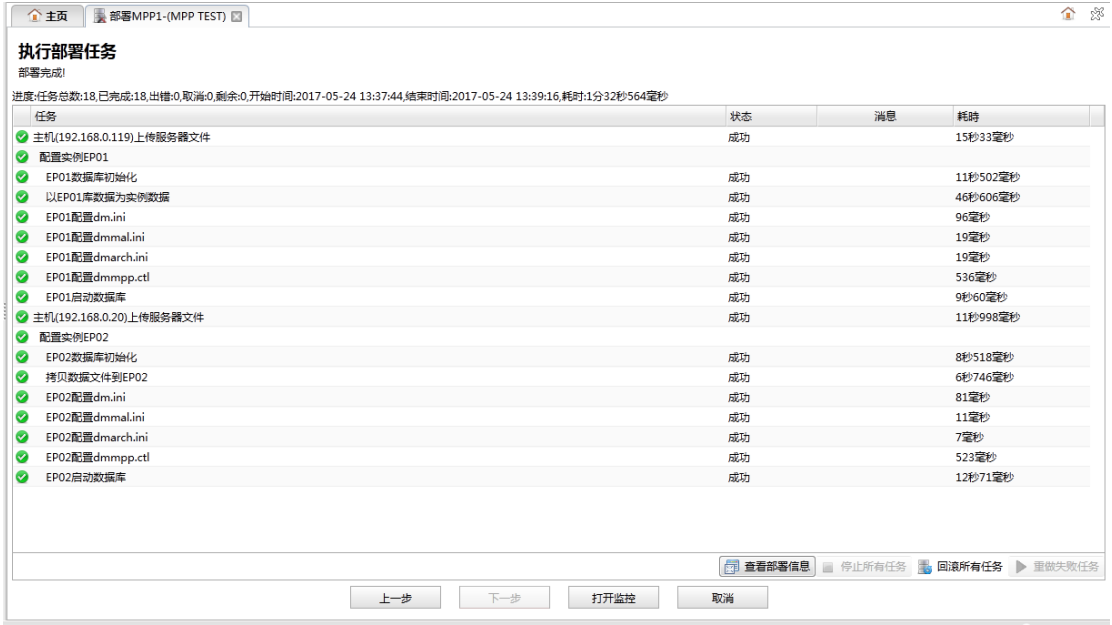 主页 部署MPP1-(MPP TEST)
执行部署任务
部署完成!
进度:任务总数:18,已完成:18,出错:0,取消:0,剩余:0,开始时间:2017-05-24 13:37:44,结束时间:2017-05-24 13:39:16,耗时:1分32秒564毫秒
任务 状态 消息 耗時
主机(192.168.0.119)上传服务器文件 成功 15秒33毫秒
配置实例EP01
EP01数据库初始化 成功 11秒502毫秒
以EP01库数据为实例数据 成功 46秒606毫秒
EP01配置dm.ini 成功 96毫秒
EP01配置dmmal.ini 成功 19毫秒
EP01配置dmarch.ini 成功 19毫秒
EP01配置dmmpp.ctl 成功 536毫秒
EP01启动数据库 成功 9秒60毫秒
主机(192.168.0.20)上传服务器文件 成功 11秒998毫秒
配置实例EP02
EP02数据库初始化 成功 8秒518毫秒
拷贝数据文件到EP02 成功 6秒746毫秒
EP02配置dm.ini 成功 81毫秒
EP02配置dmmal.ini 成功 11毫秒
EP02配置dmarch.ini 成功 7毫秒
EP02配置dmmpp.ctl 成功 523毫秒
EP02启动数据库 成功 12秒71毫秒
查看部署信息 停止所有任务 回滚所有任务 重做失败任务
上一步 下一步 打开监控 取消